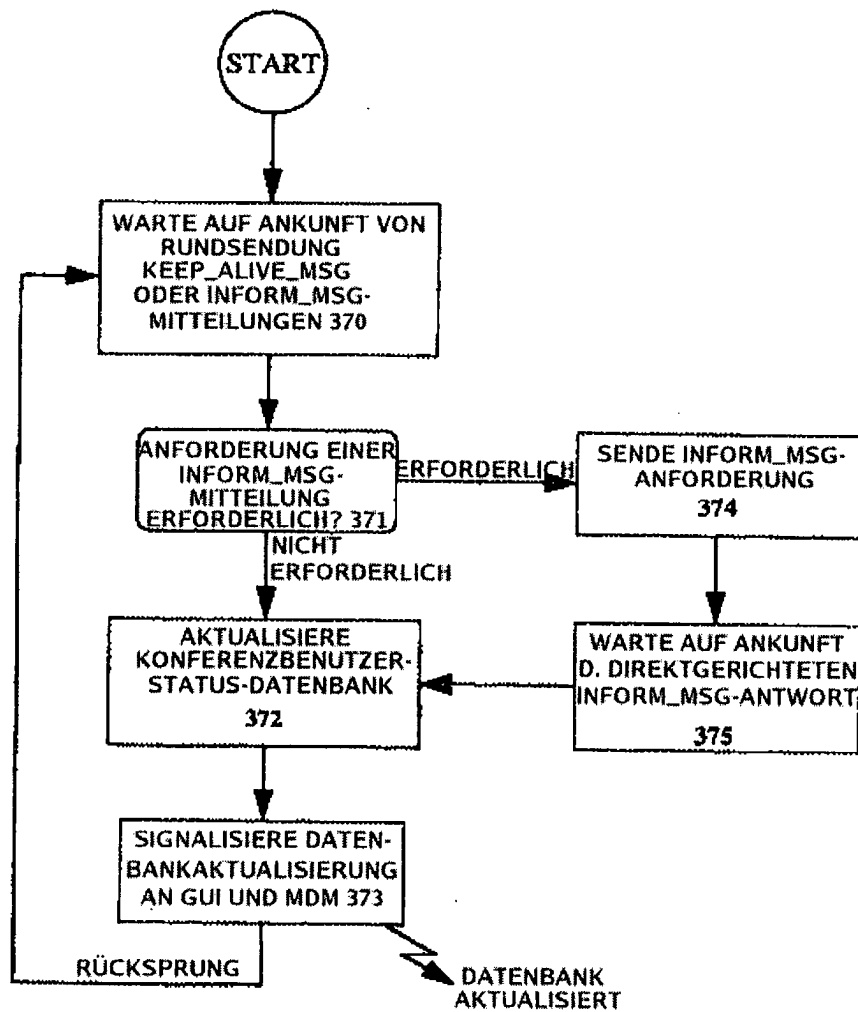 START
WARTE AUF ANKUNFT VON
RUNDSENDUNG
KEEP_ALIVE_MSG
ODER INFORM_MSG-
MITTEILUNGEN 370
ANFORDERUNG EINER
INFORM_MSG-
MITTEILUNG
ERFORDERLICH? 371
ERFORDERLICH
SENDE INFORM_MSG-
ANFORDERUNG
374
NICHT
ERFORDERLICH
AKTUALISIERE
KONFERENZBENUTZER-
STATUS-DATENBANK
372
WARTE AUF ANKUNFT
D. DIREKTGERICHTETEN
INFORM_MSG-ANTWORT
375
SIGNALISIERE DATEN-
BANKAKTUALISIERUNG
AN GUI UND MDM 373
RÜCKSPRUNG
DATENBANK
AKTUALISIERT